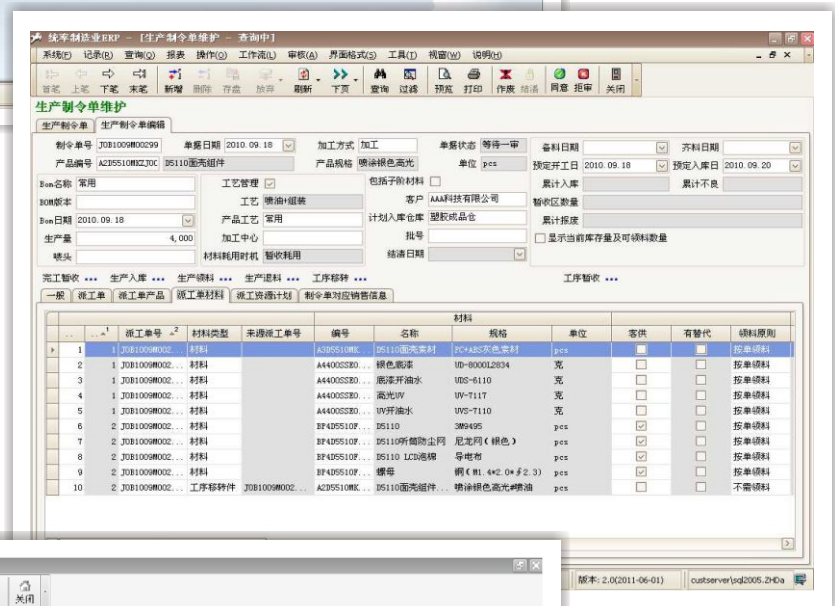 统率制造业ERP - [生产制令单维护 - 查询中]
系统(F) 记录(R) 查询(Q) 报表 操作(O) 工作流(L) 审核(A) 界面格式(S) 工具(T) 视窗(W) 说明(H)
首笔 上笔 下笔 末笔 新增 删除 存盘 放弃 刷新 下页 查询 过滤 预览 打印 作废 结清 同意 拒审 关闭
生产制令单维护
生产制令单 生产制令单编辑
制令单号 JOB1009M00299 单据日期 2010.09.18 加工方式 加工 单据状态 等待一审 备料日期 齐料日期
产品编号 A2D5510MKZJOC D5110面壳组件 产品规格 喷涂银色高光 单位 pcs 预定开工日 2010.09.18 预定入库日 2010.09.20
Bom名称 常用 工艺管理 包括子阶材料 累计入库 累计不良
BOM版本 工艺 喷油+组装 客户 AAA科技有限公司 暂收区数量
Bom日期 2010.09.18 产品工艺 常用 计划入库仓库 塑胶成品仓 累计报废
生产量 4,000 加工中心 批号 显示当前库存量及可领料数量
喷头 材料耗用时机 暂收耗用 结清日期
完工暂收 ... 生产入库 ... 生产领料 ... 生产退料 ... 工序移转 ... 工序暂收 ...
一般 派工单 派工单产品 派工单材料 派工资源计划 制令单对应销售信息
材料
.. ..1 派工单号 2 材料类型 来源派工单号 编号 名称 规格 单位 客供 有替代 领料原则
1 1 JOB1009M002... 材料 A3D5510MK... D5110面壳素材 PC+ABS灰色素材 pcs 按单领料
2 1 JOB1009M002... 材料 A4400SSZ0... 银色底漆 UD-8000L2834 克 按单领料
3 1 JOB1009M002... 材料 A4400SSZ0... 底漆开油水 UDS-6110 克 按单领料
4 1 JOB1009M002... 材料 A4400SSZ0... 高光UV UV-7117 克 按单领料
5 1 JOB1009M002... 材料 A4400SSZ0... UV开油水 UVS-7110 克 按单领料
6 2 JOB1009M002... 材料 BP4D5510F... D5110 3M9495 pcs 按单领料
7 2 JOB1009M002... 材料 BP4D5510F... D5110听筒防尘网 尼龙网(银色) pcs 按单领料
8 2 JOB1009M002... 材料 BP4D5510F... D5110 LCD泡棉 导电布 pcs 按单领料
9 2 JOB1009M002... 材料 BP4D5510F... 螺母 铜(M1.4*2.0*∮2.3) pcs 按单领料
10 2 JOB1009M002... 工序移转件 JOB1009M002... A2D5510MK... D5110面壳组件... 喷涂银色高光#喷油 pcs 不需领料
版本: 2.0(2011-06-01) custserver\sql2005.ZHDa
关闭